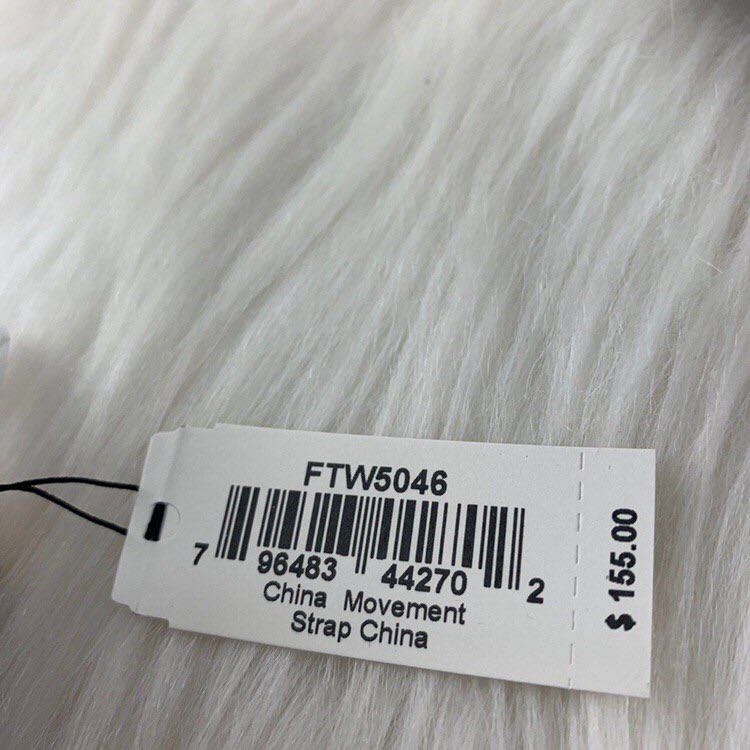 FTW5046
7 96483 44270 2
China Movement
Strap China
$ 155.00